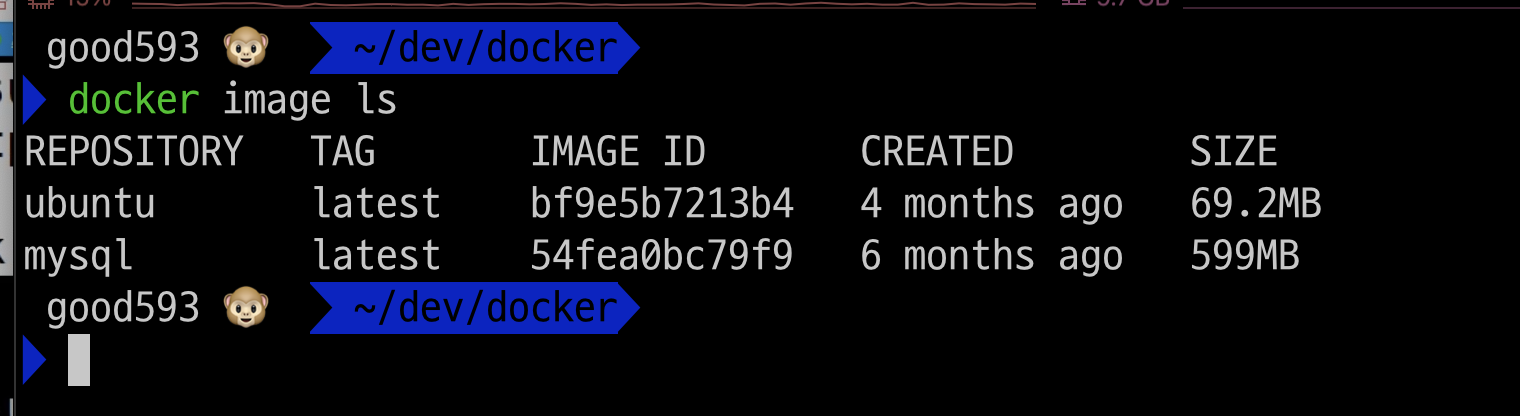 good593 🐵 ~/dev/docker
docker image ls
REPOSITORY TAG IMAGE ID CREATED SIZE
ubuntu latest bf9e5b7213b4 4 months ago 69.2MB
mysql latest 54fea0bc79f9 6 months ago 599MB
good593 🐵 ~/dev/docker